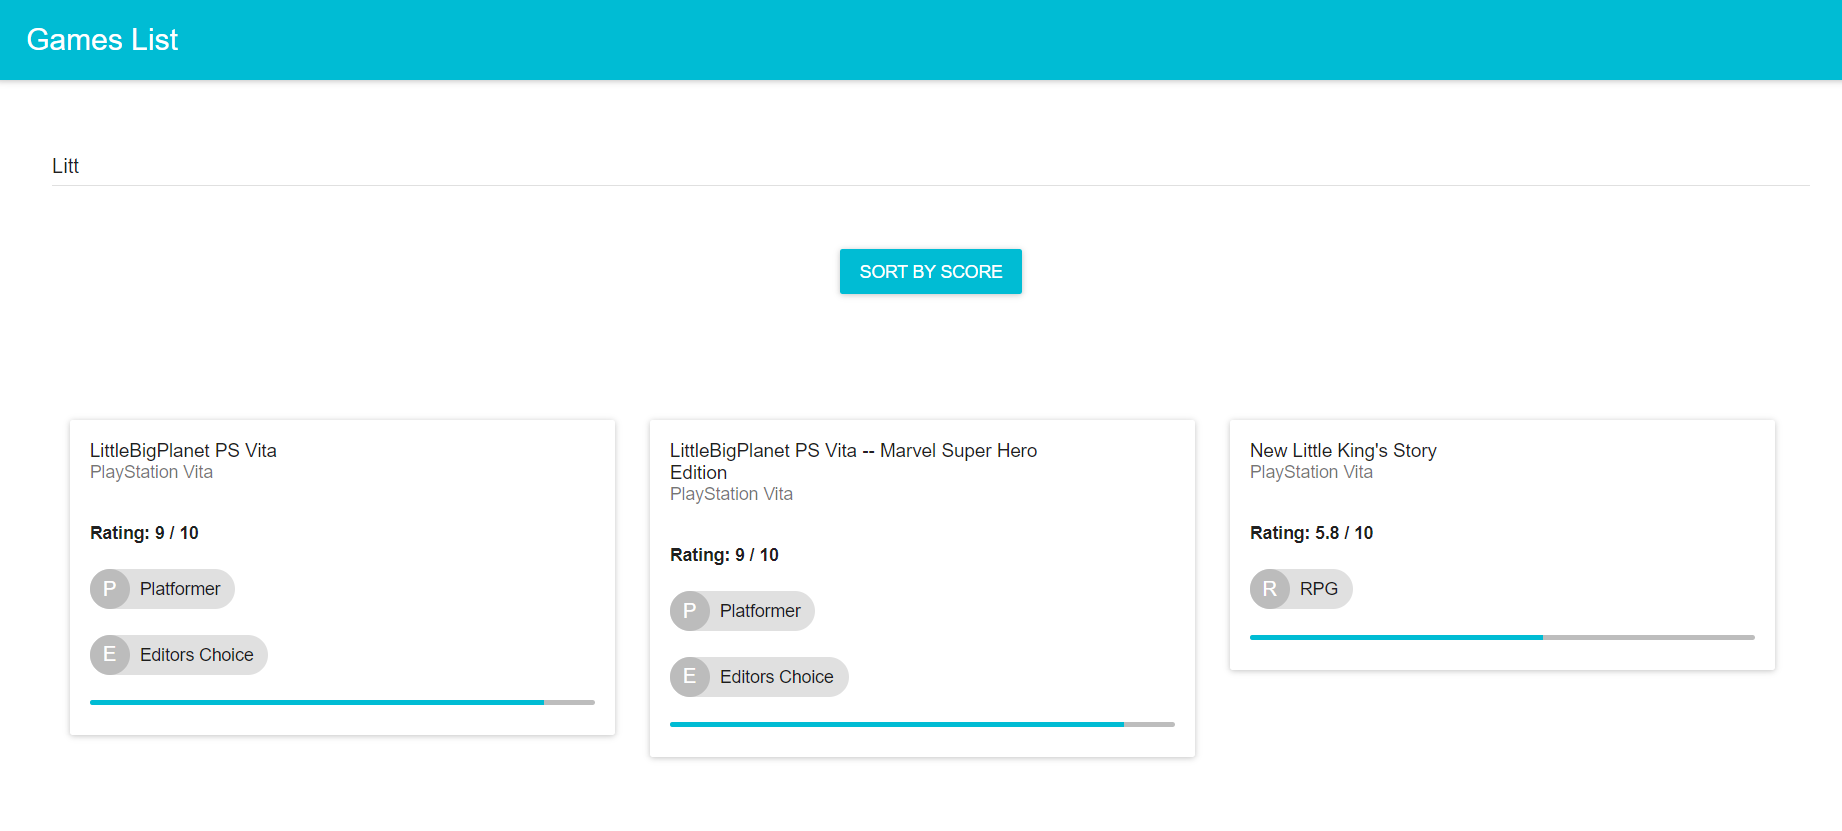 Games List
Litt
SORT BY SCORE
LittleBigPlanet PS Vita
PlayStation Vita
Rating: 9 / 10
P Platformer
E Editors Choice
LittleBigPlanet PS Vita -- Marvel Super Hero
Edition
PlayStation Vita
Rating: 9 / 10
P Platformer
E Editors Choice
New Little King's Story
PlayStation Vita
Rating: 5.8 / 10
R RPG